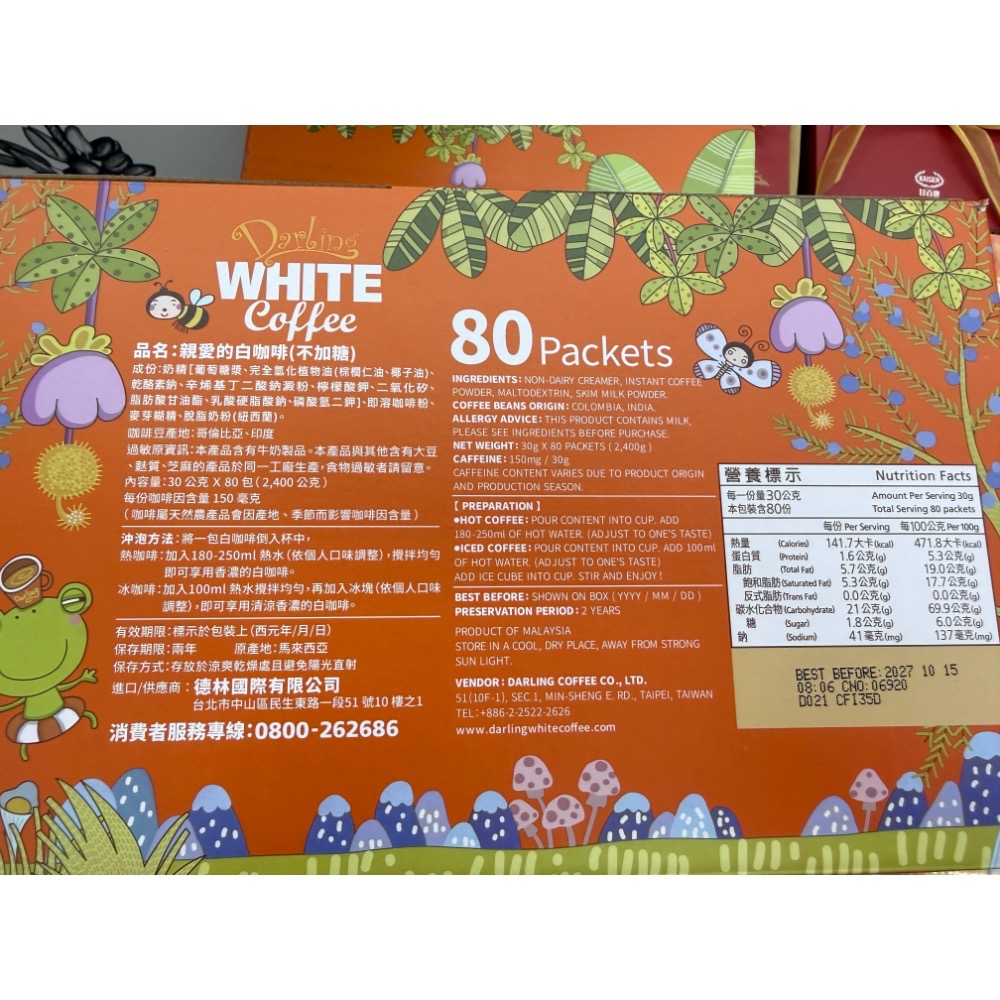 Darling
WHITE
Coffee
品名:親愛的白咖啡(不加糖)
成份:奶精[葡萄糖漿、完全氫化植物油(棕櫚仁油、椰子油)、
乾酪素鈉、辛烯基丁二酸鈉澱粉、檸檬酸鉀、二氧化矽、
脂肪酸甘油酯、乳酸硬脂酸鈉、磷酸氫二鉀]、即溶咖啡粉、
麥芽糊精、脫脂奶粉(紐西蘭)。
咖啡豆產地:哥倫比亞、印度
過敏原資訊:本產品含有牛奶製品。本產品與其他含有大豆
、麩質、芝麻的產品於同一工廠生產,食物過敏者請留意。
內容量:30公克 X 80包(2,400公克)
每份咖啡因含量 150 毫克
(咖啡屬天然農產品會因產地、季節而影響咖啡因含量)
沖泡方法:將一包白咖啡倒入杯中,
熱咖啡:加入180-250ml 熱水(依個人口味調整),攪拌均勻
即可享用香濃的白咖啡。
冰咖啡:加入100ml 熱水攪拌均勻,再加入冰塊(依個人口味
調整),即可享用清涼香濃的白咖啡。
有效期限:標示於包裝上(西元年/月/日)
保存期限:兩年 原產地:馬來西亞
保存方式:存放於涼爽乾燥處且避免陽光直射
進口/供應商:德林國際有限公司
台北市中山區民生東路一段51號10樓之1
消費者服務專線:0800-262686
80 Packets
INGREDIENTS: NON-DAIRY CREAMER, INSTANT COFFEE
POWDER, MALTODEXTRIN, SKIM MILK POWDER.
COFFEE BEANS ORIGIN: COLOMBIA, INDIA.
ALLERGY ADVICE: THIS PRODUCT CONTAINS MILK,
PLEASE SEE INGREDIENTS BEFORE PURCHASE.
NET WEIGHT: 30g X 80 PACKETS (2,400g)
CAFFEINE: 150mg / 30g
CAFFEINE CONTENT VARIES DUE TO PRODUCT ORIGIN
AND PRODUCTION SEASON.
【 PREPARATION 】
●HOT COFFEE: POUR CONTENT INTO CUP. ADD
180-250ml OF HOT WATER. (ADJUST TO ONE'S TASTE)
●ICED COFFEE: POUR CONTENT INTO CUP. ADD 100ml
OF HOT WATER. (ADJUST TO ONE'S TASTE)
ADD ICE CUBE INTO CUP. STIR AND ENJOY!
BEST BEFORE: SHOWN ON BOX ( YYYY / MM / DD )
PRESERVATION PERIOD: 2 YEARS
PRODUCT OF MALAYSIA
STORE IN A COOL, DRY PLACE, AWAY FROM STRONG
SUN LIGHT.
VENDOR: DARLING COFFEE CO., LTD.
51(10F-1), SEC.1, MIN-SHENG E. RD., TAIPEI, TAIWAN
TEL:+886-2-2522-2626
www.darlingwhitecoffee.com
營養標示 Nutrition Facts
每一份量30公克 Amount Per Serving 30g
本包裝含80份 Total Serving 80 packets
每份 Per Serving 每100公克 Per 100g
熱量 (Calories) 141.7大卡(kcal) 471.8大卡(kcal)
蛋白質 (Protein) 1.6公克(g) 5.3公克(g)
脂肪 (Total Fat) 5.7公克(g) 19.0公克(g)
飽和脂肪(Saturated Fat) 5.3公克(g) 17.7公克(g)
反式脂肪(Trans Fat) 0.0公克(g) 0.0公克(g)
碳水化合物(Carbohydrate) 21公克(g) 69.9公克(g)
糖 (Sugar) 1.8公克(g) 6.0公克(g)
鈉 (Sodium) 41毫克(mg) 137毫克(mg)
BEST BEFORE: 2027 10 15
08:06 CNO: 06920
D021 CFI35D
KAISER
Darling